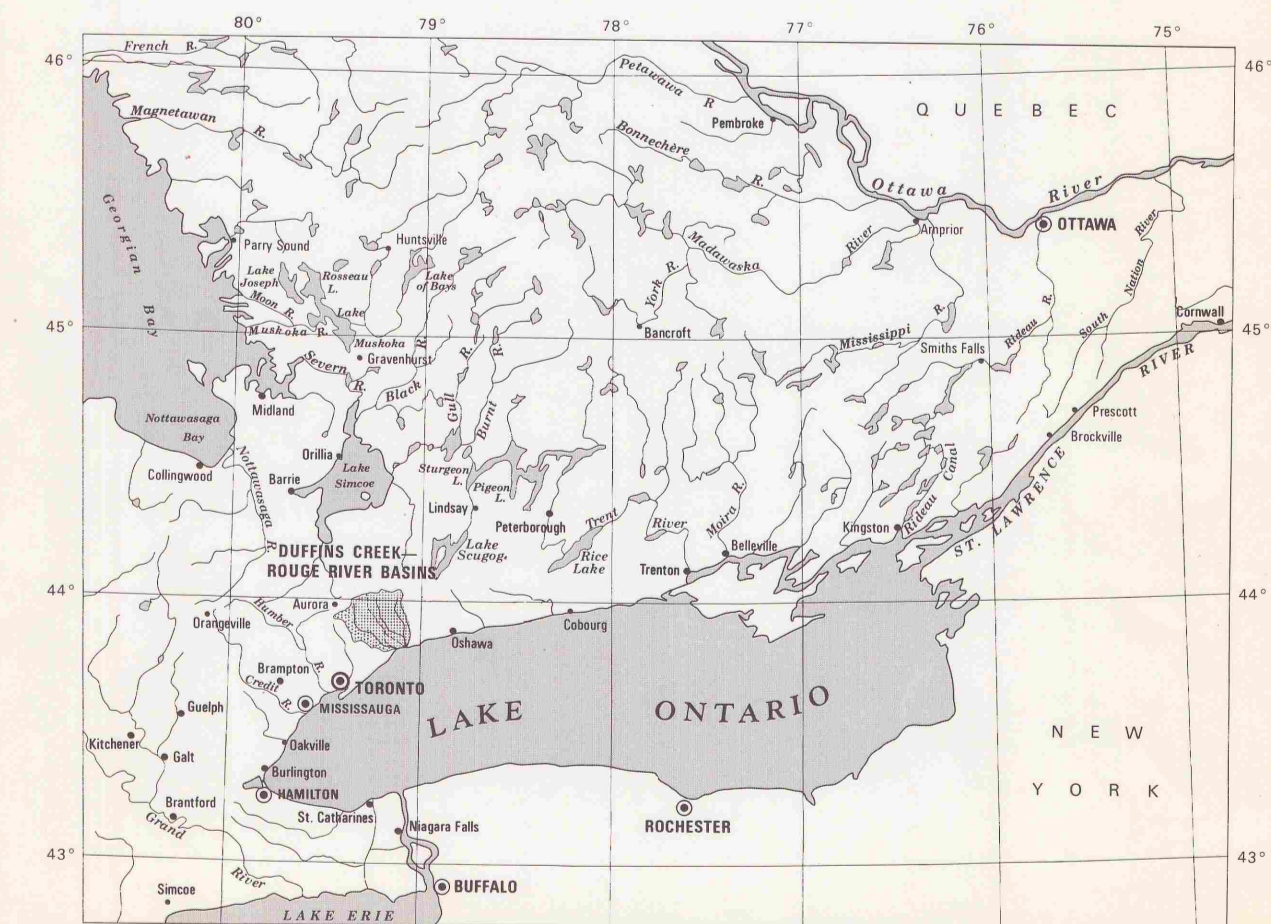 80°
79°
78°
77°
76°
75°
46°
46°
French R.
Petawawa R
Pembroke
QUEBEC
Magnetawan R.
Bonnechère R.
Ottawa River
Georgian Bay
Parry Sound
Huntsville
Arnprior
OTTAWA
Lake Joseph
Rosseau L.
Lake of Bays
Madawaska River
York R.
South Nation River
Moon R.
Lake Muskoka
Muskoka R.
45°
45°
Bancroft
Cornwall
Mississippi R.
Rideau R.
Smiths Falls
Gravenhurst
Severn R.
Black R.
Gull R.
Burnt R.
Midland
Prescott
Brockville
ST. LAWRENCE RIVER
Nottawasaga Bay
Collingwood
Nottawasaga R.
Orillia
Lake Simcoe
Barrie
Sturgeon L.
Pigeon L.
Lindsay
Peterborough
Trent River
Moira R.
Rideau Canal
Kingston
Lake Scugog.
Rice Lake
Belleville
Trenton
DUFFINS CREEK—
ROUGE RIVER BASINS
44°
44°
Aurora
Orangeville
Humber R.
Cobourg
Oshawa
Brampton
Credit R.
TORONTO
MISSISSAUGA
LAKE ONTARIO
Guelph
Kitchener
Galt
Oakville
Burlington
HAMILTON
NEW
YORK
Brantford
Grand River
St. Catharines
Niagara Falls
ROCHESTER
43°
43°
Simcoe
BUFFALO
LAKE ERIE